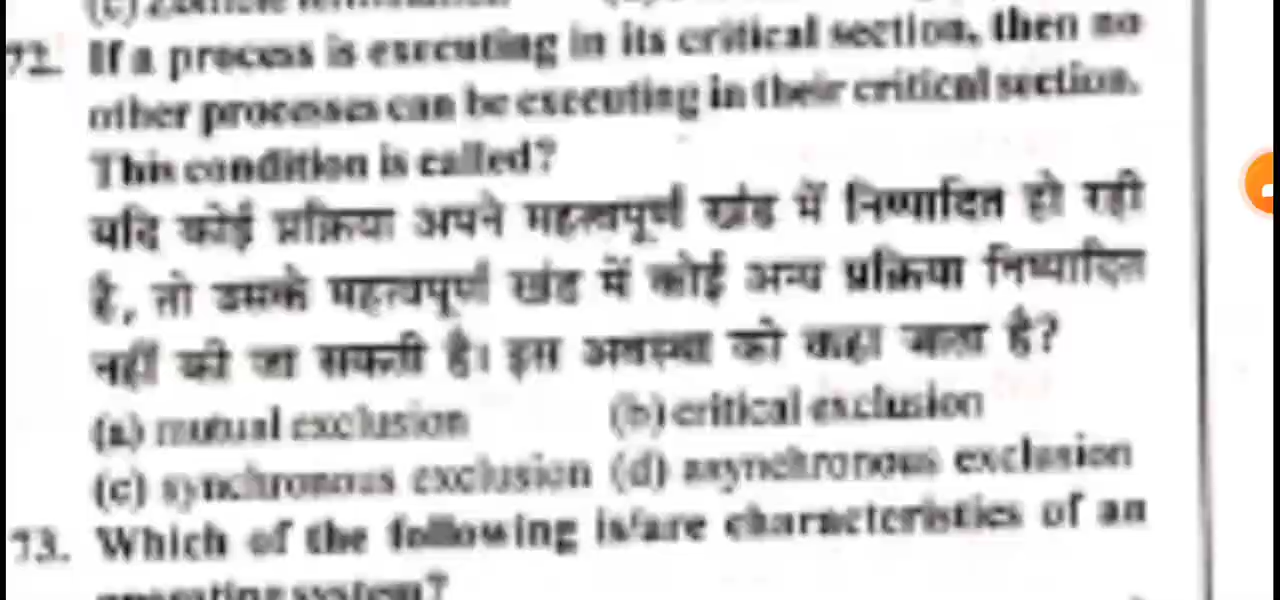 72. If a process is executing in its critical section, then no
other processes can be executing in their critical section.
This condition is called?
यदि कोई प्रक्रिया अपने महत्वपूर्ण खंड में निष्पादित हो रही
है, तो उसके महत्वपूर्ण खंड में कोई अन्य प्रक्रिया निष्पादित
नहीं की जा सकती है। इस अवस्था को कहा जाता है?
(a) mutual exclusion (b) critical exclusion
(c) synchronous exclusion (d) asynchronous exclusion
73. Which of the following is/are characteristics of an
operating system?